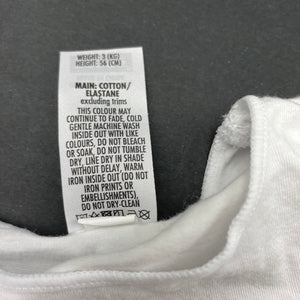 WEIGHT: 3 (KG)
HEIGHT: 56 (CM)
MAIN: COTTON/
ELASTANE
excluding trims
THIS COLOUR MAY
CONTINUE TO FADE, COLD
GENTLE MACHINE WASH
INSIDE OUT WITH LIKE
COLOURS, DO NOT BLEACH
OR SOAK, DO NOT TUMBLE
DRY, LINE DRY IN SHADE
WITHOUT DELAY, WARM
IRON INSIDE OUT (DO NOT
IRON PRINTS OR
EMBELLISHMENTS),
DO NOT DRY-CLEAN